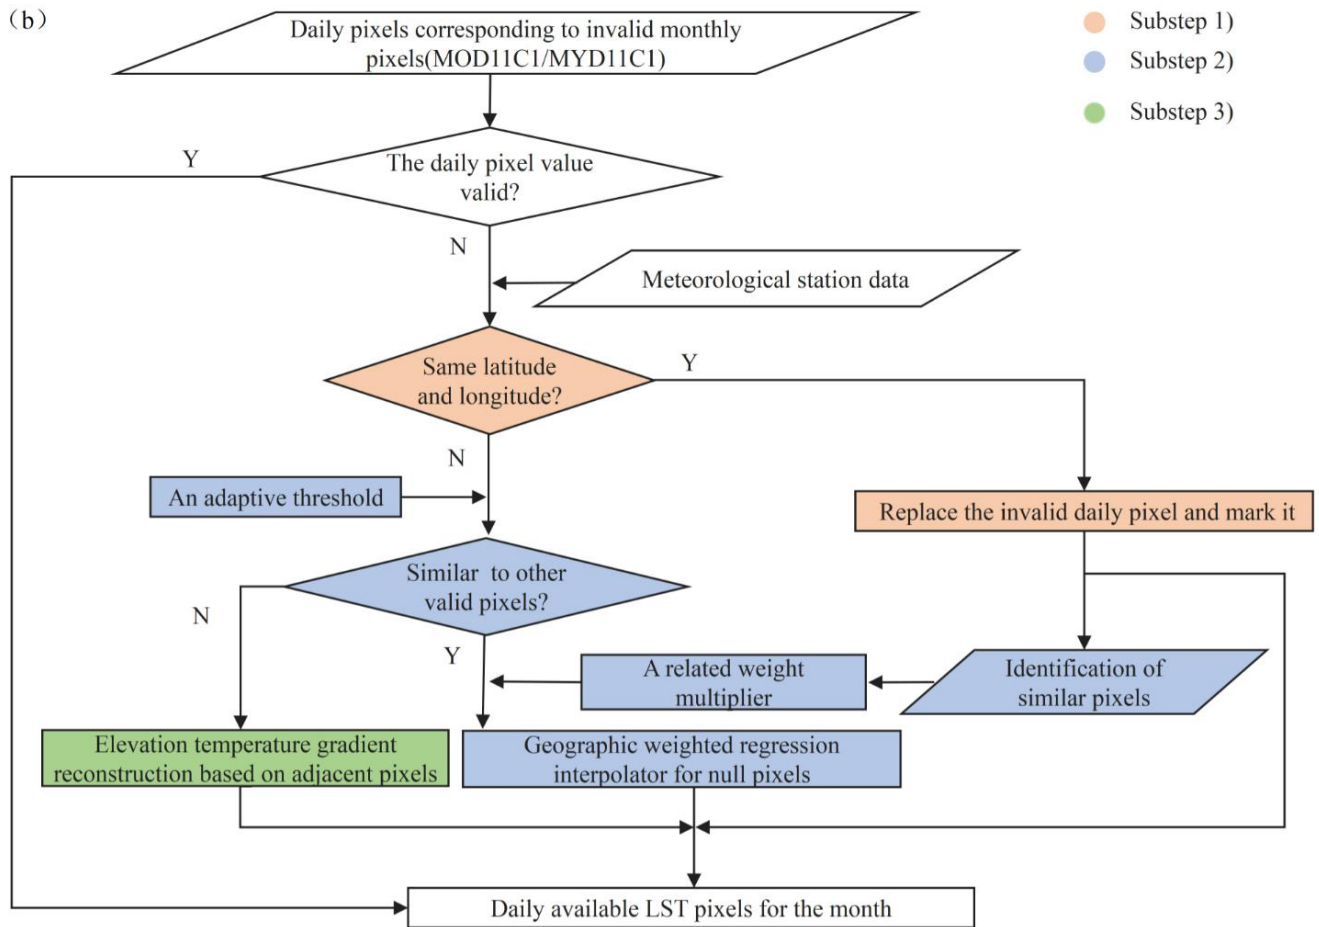 (b)
Daily pixels corresponding to invalid monthly
pixels(MOD11C1/MYD11C1)
Substep 1)
Substep 2)
Substep 3)
Y
The daily pixel value
valid?
N
Meteorological station data
Same latitude
and longitude?
Y
N
An adaptive threshold
Replace the invalid daily pixel and mark it
Similar to other
valid pixels?
N
Y
A related weight
multiplier
Identification of
similar pixels
Elevation temperature gradient
reconstruction based on adjacent pixels
Geographic weighted regression
interpolator for null pixels
Daily available LST pixels for the month